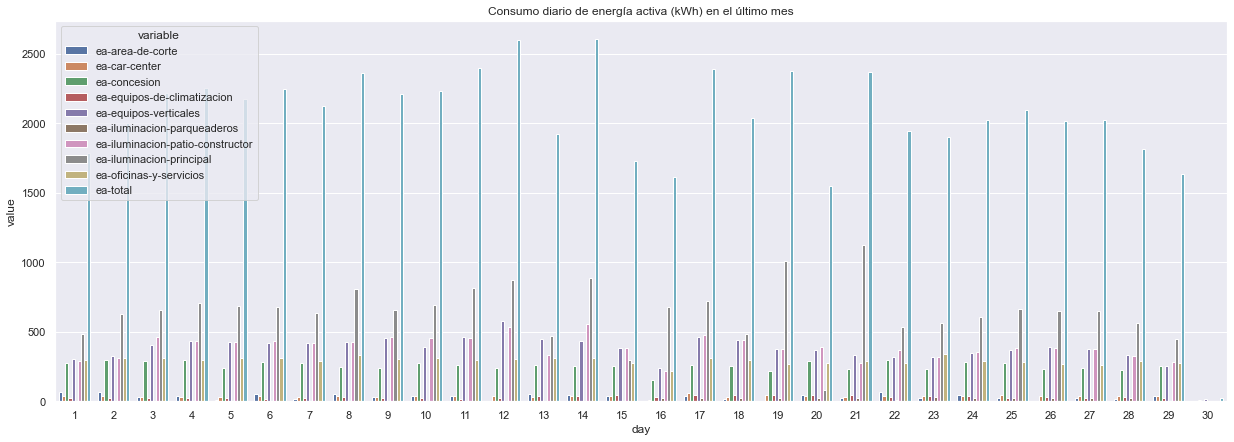 Consumo diario de energía activa (kWh) en el último mes
variable
ea-area-de-corte
ea-car-center
ea-concesion
ea-equipos-de-climatizacion
ea-equipos-verticales
ea-iluminacion-parqueaderos
ea-iluminacion-patio-constructor
ea-iluminacion-principal
ea-oficinas-y-servicios
ea-total
value
2500
2000
1500
1000
500
0
1 2 3 4 5 6 7 8 9 10 11 12 13 14 15 16 17 18 19 20 21 22 23 24 25 26 27 28 29 30
day